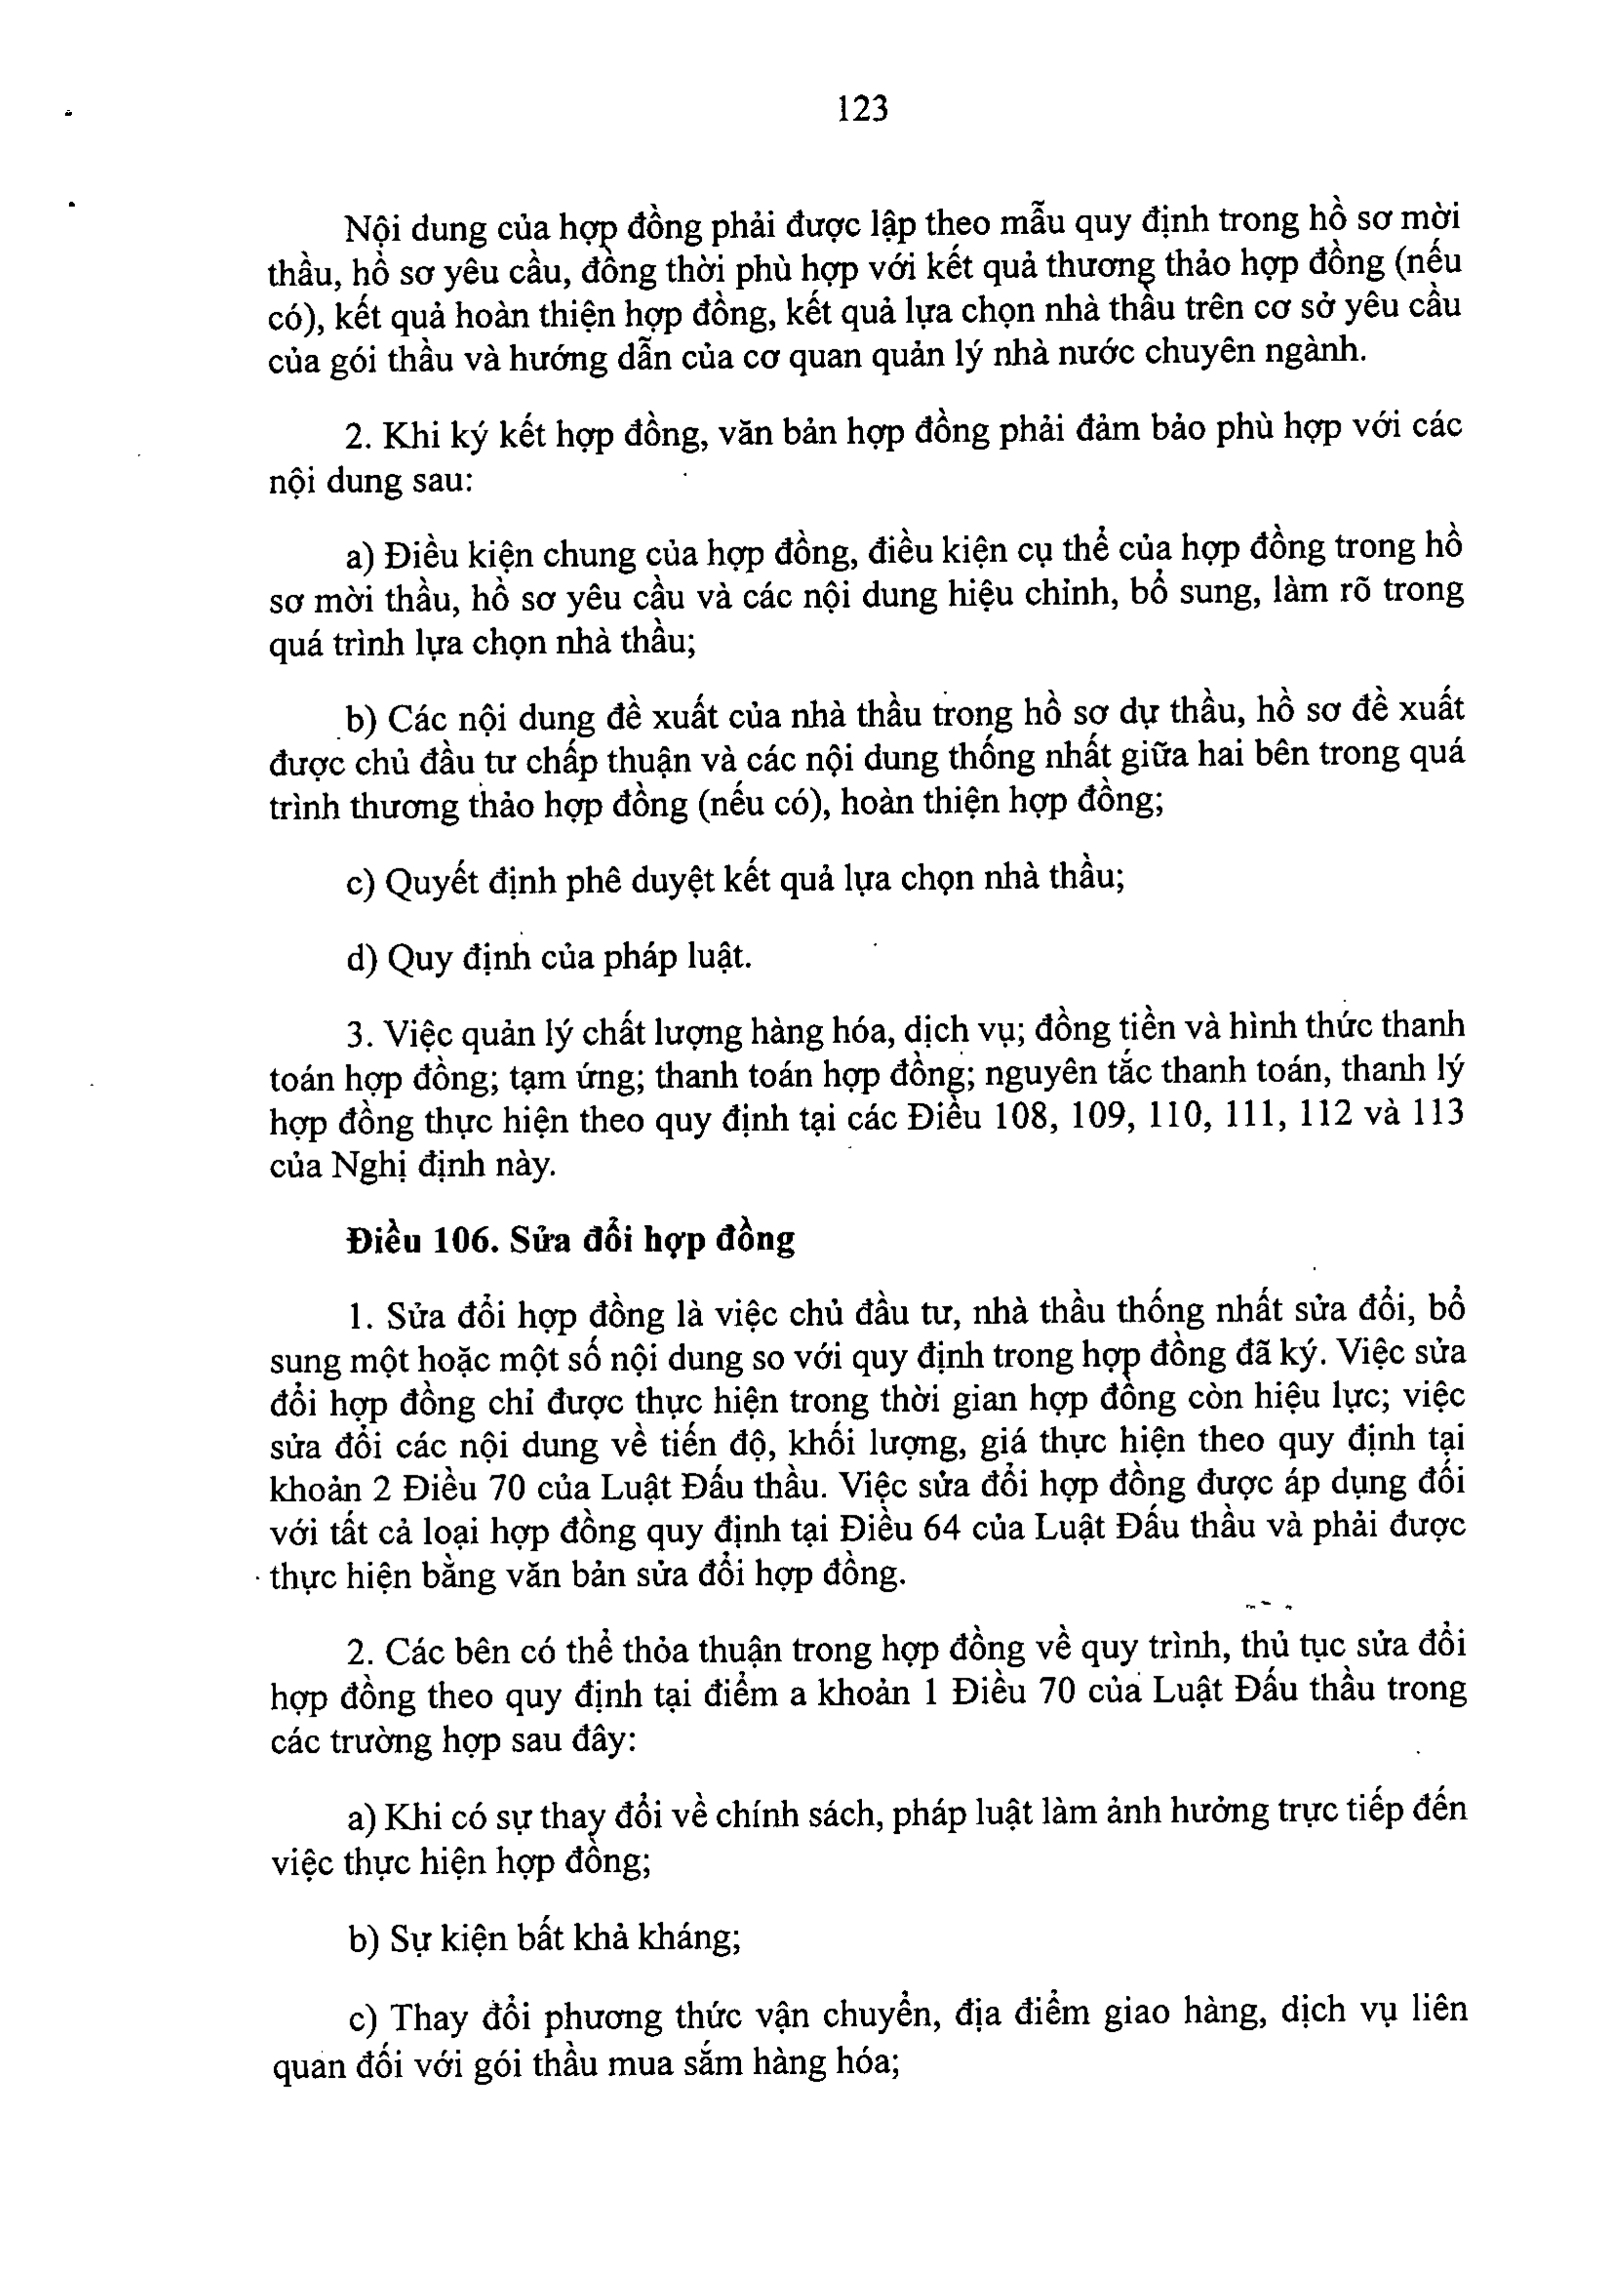 123
Nội dung của hợp đồng phải được lập theo mẫu quy định trong hồ sơ mời
thầu, hồ sơ yêu cầu, đồng thời phù hợp với kết quả thương thảo hợp đồng (nếu
có), kết quả hoàn thiện hợp đồng, kết quả lựa chọn nhà thầu trên cơ sở yêu cầu
của gói thầu và hướng dẫn của cơ quan quản lý nhà nước chuyên ngành.
2. Khi ký kết hợp đồng, văn bản hợp đồng phải đảm bảo phù hợp với các
nội dung sau:
a) Điều kiện chung của hợp đồng, điều kiện cụ thể của hợp đồng trong hồ
sơ mời thầu, hồ sơ yêu cầu và các nội dung hiệu chỉnh, bổ sung, làm rõ trong
quá trình lựa chọn nhà thầu;
b) Các nội dung đề xuất của nhà thầu trong hồ sơ dự thầu, hồ sơ đề xuất
được chủ đầu tư chấp thuận và các nội dung thống nhất giữa hai bên trong quá
trình thương thảo hợp đồng (nếu có), hoàn thiện hợp đồng;
c) Quyết định phê duyệt kết quả lựa chọn nhà thầu;
d) Quy định của pháp luật.
3. Việc quản lý chất lượng hàng hóa, dịch vụ; đồng tiền và hình thức thanh
toán hợp đồng; tạm ứng; thanh toán hợp đồng; nguyên tắc thanh toán, thanh lý
hợp đồng thực hiện theo quy định tại các Điều 108, 109, 110, 111, 112 và 113
của Nghị định này.
Điều 106. Sửa đổi hợp đồng
1. Sửa đổi hợp đồng là việc chủ đầu tư, nhà thầu thống nhất sửa đổi, bổ
sung một hoặc một số nội dung so với quy định trong hợp đồng đã ký. Việc sửa
đổi hợp đồng chỉ được thực hiện trong thời gian hợp đồng còn hiệu lực; việc
sửa đổi các nội dung về tiến độ, khối lượng, giá thực hiện theo quy định tại
khoản 2 Điều 70 của Luật Đấu thầu. Việc sửa đổi hợp đồng được áp dụng đối
với tất cả loại hợp đồng quy định tại Điều 64 của Luật Đấu thầu và phải được
thực hiện bằng văn bản sửa đổi hợp đồng.
2. Các bên có thể thỏa thuận trong hợp đồng về quy trình, thủ tục sửa đổi
hợp đồng theo quy định tại điểm a khoản 1 Điều 70 của Luật Đấu thầu trong
các trường hợp sau đây:
a) Khi có sự thay đổi về chính sách, pháp luật làm ảnh hưởng trực tiếp đến
việc thực hiện hợp đồng;
b) Sự kiện bất khả kháng;
c) Thay đổi phương thức vận chuyển, địa điểm giao hàng, dịch vụ liên
quan đối với gói thầu mua sắm hàng hóa;